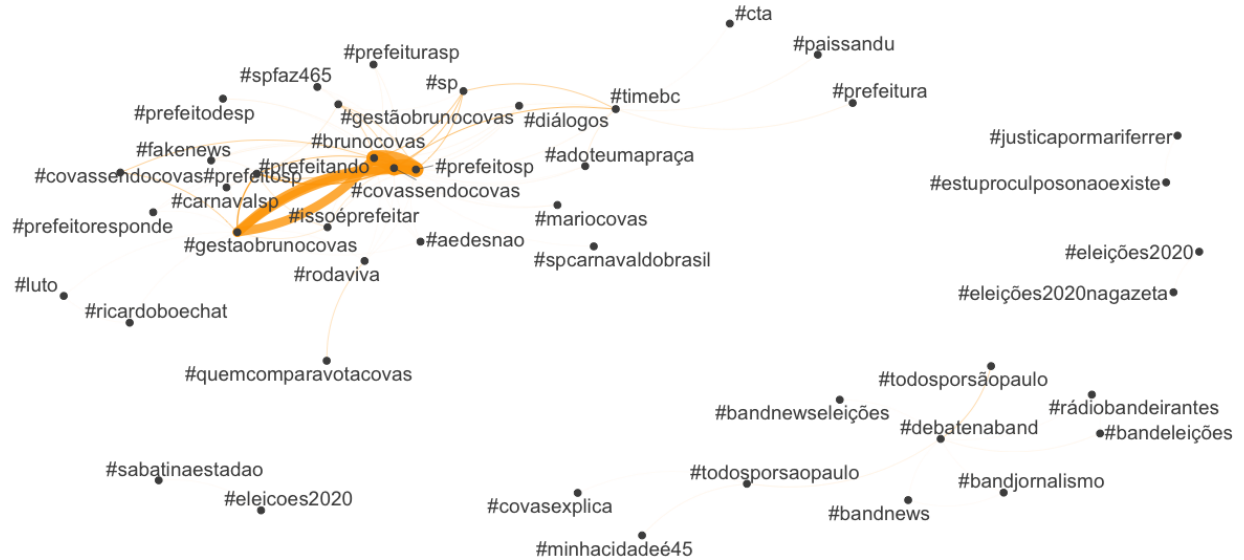 #cta
#paissandu
#prefeiturasp
#spfaz465
#sp
#timebc
#prefeitura
#prefeitodesp
#gestãobrunocovas
#diálogos
#justicapormariferrer
#brunocovas
#fakenews
#adoteumapraça
#prefeitando
#prefeitosp
#covassendocovas#prefeitosp
#estuproculposonaoexiste
#covassendocovas
#carnavalsp
#issoéprefeitar
#mariocovas
#prefeitoresponde
#gestaobrunocovas
#aedesnao
#eleições2020
#spcarnavaldobrasil
#rodaviva
#luto
#eleições2020nagazeta
#ricardoboechat
#quemcomparavotacovas
#todosporsãopaulo
#bandnewseleições
#rádiobandeirantes
#debatenaband
#bandeleições
#sabatinaestadao
#todosporsaopaulo
#bandjornalismo
#eleicoes2020
#covasexplica
#bandnews
#minhacidadeé45